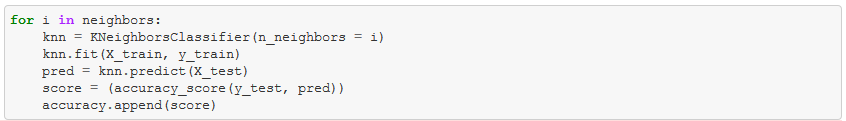 for i in neighbors:
    knn = KNeighborsClassifier(n_neighbors = i)
    knn.fit(X_train, y_train)
    pred = knn.predict(X_test)
    score = (accuracy_score(y_test, pred))
    accuracy.append(score)